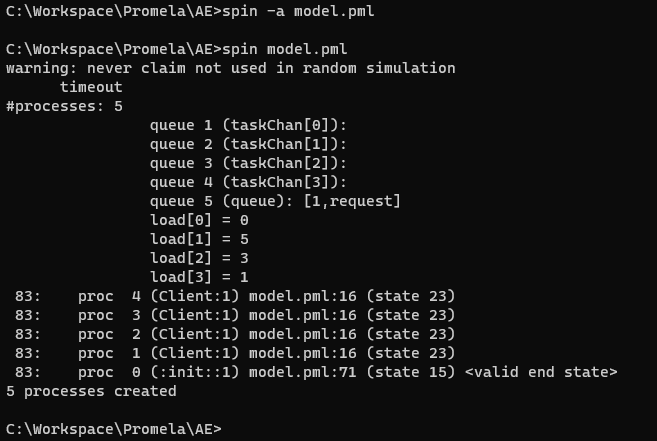 C:\Workspace\Promela\AE>spin -a model.pml
C:\Workspace\Promela\AE>spin model.pml
warning: never claim not used in random simulation
      timeout
#processes: 5
                queue 1 (taskChan[0]):
                queue 2 (taskChan[1]):
                queue 3 (taskChan[2]):
                queue 4 (taskChan[3]):
                queue 5 (queue): [1,request]
                load[0] = 0
                load[1] = 5
                load[2] = 3
                load[3] = 1
 83:    proc  4 (Client:1) model.pml:16 (state 23)
 83:    proc  3 (Client:1) model.pml:16 (state 23)
 83:    proc  2 (Client:1) model.pml:16 (state 23)
 83:    proc  1 (Client:1) model.pml:16 (state 23)
 83:    proc  0 (:init::1) model.pml:71 (state 15) <valid end state>
5 processes created
C:\Workspace\Promela\AE>